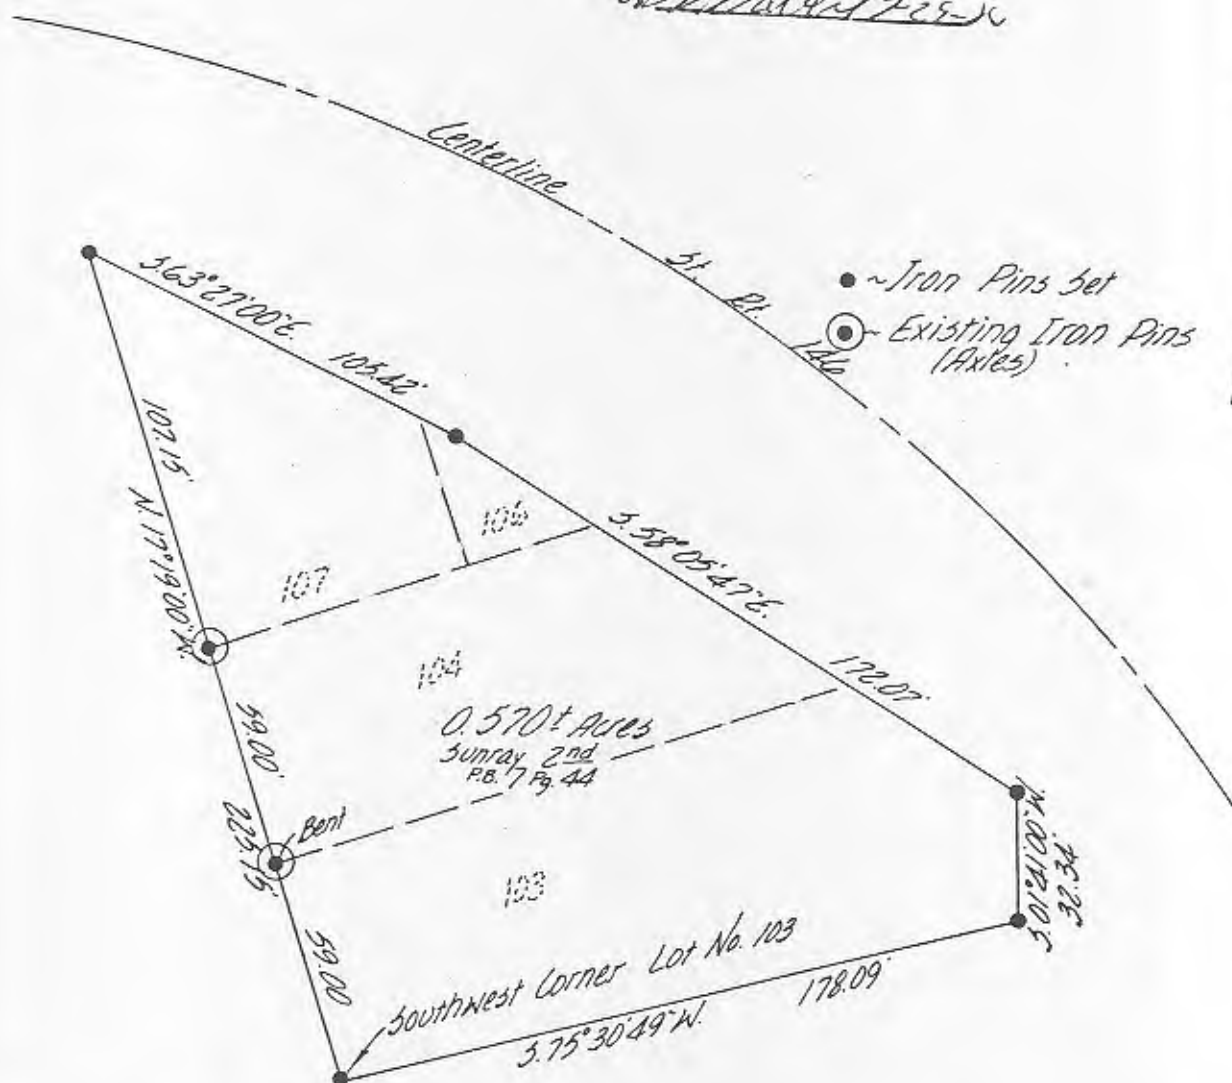 Centerline St. Rt. 146
● ~ Iron Pins Set
~ Existing Iron Pins
(Axles)
S.63°27'00"E. 105.42'
107.15'
N.17°19'00"W.
106
S.58°05'47"E. 172.07'
107
104
59.00'
0.570± Acres
Sunray 2nd
P.B. 7 Pg. 44
225.15'
Bent
103
S.01°41'00"W.
32.34'
59.00
Southwest Corner Lot No. 103
S.75°30'49"W. 178.09'